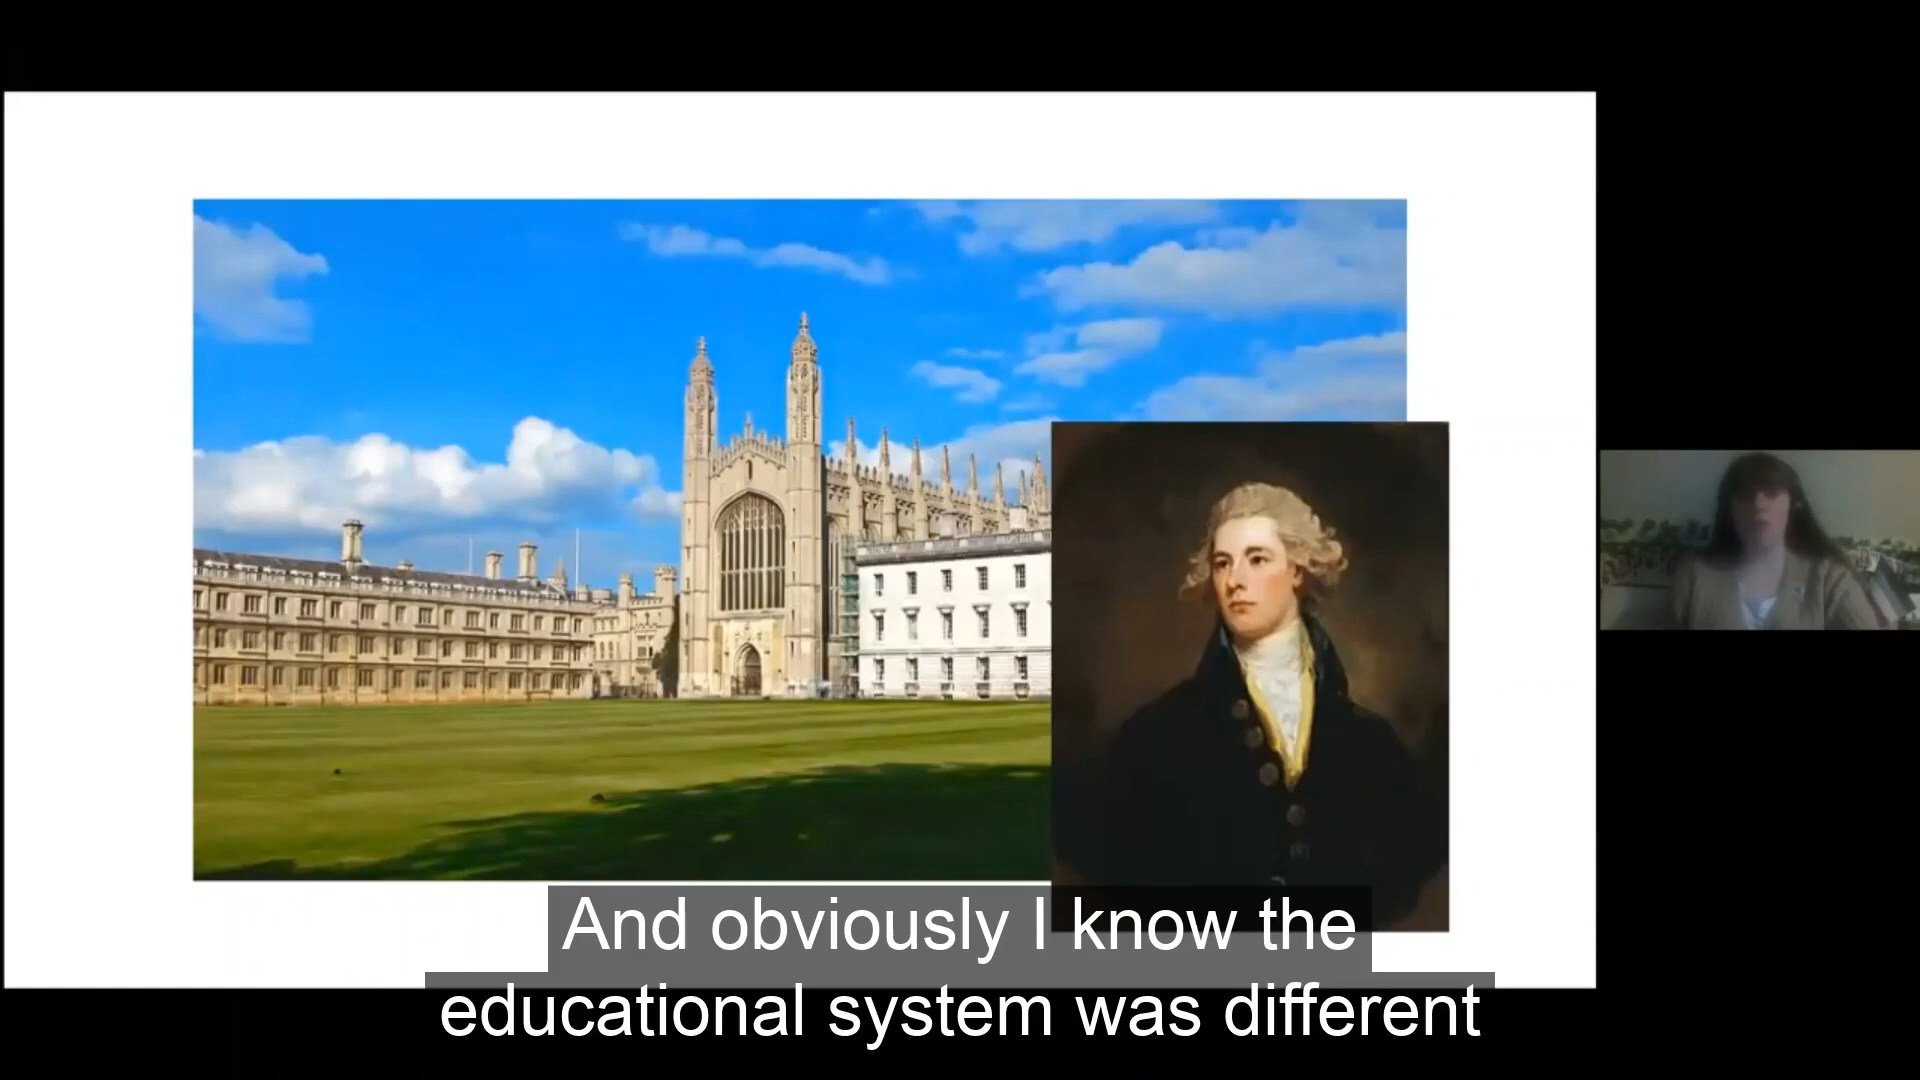 And obviously I know the
educational system was different